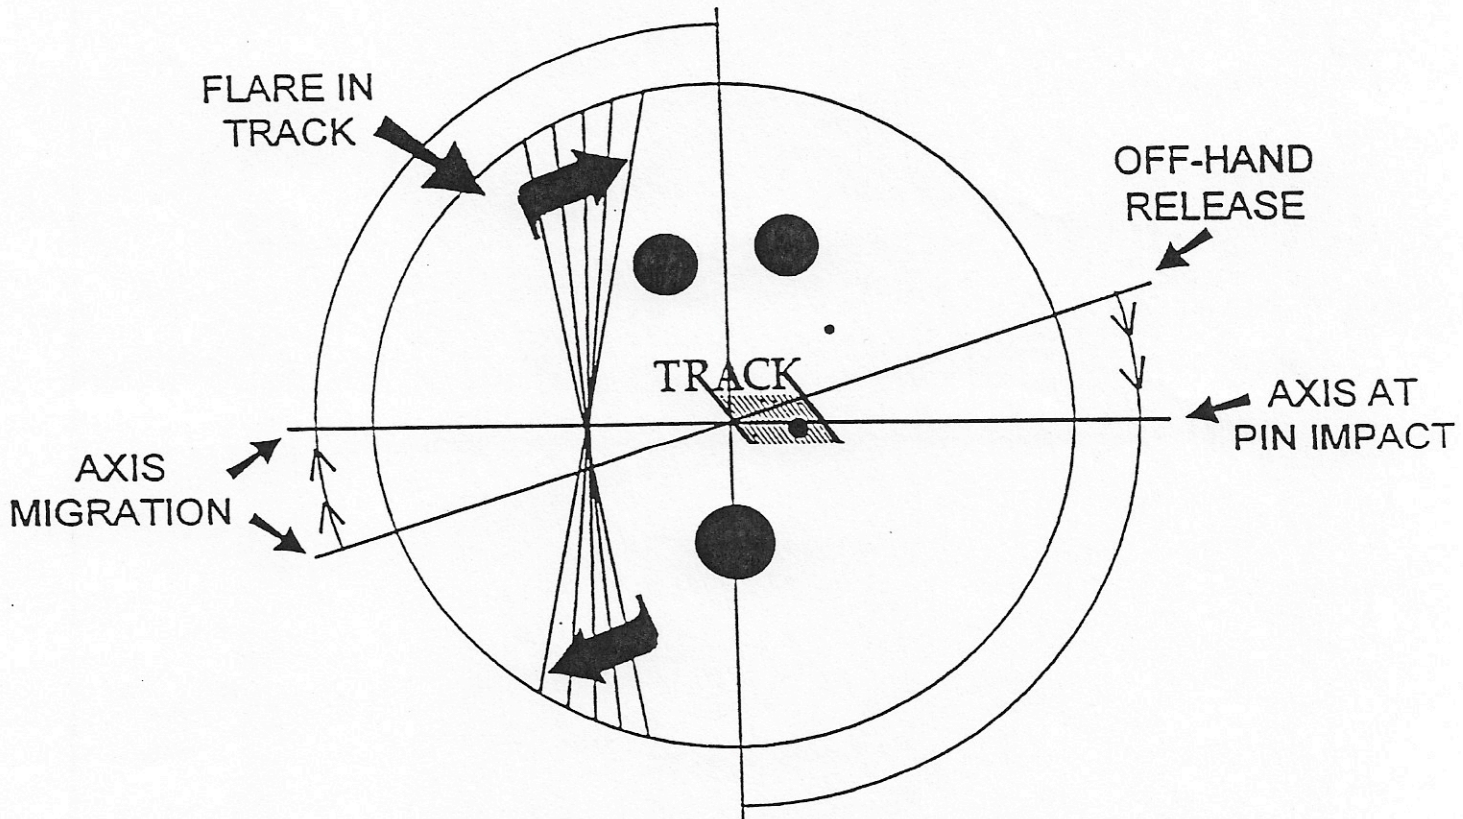 FLARE IN
TRACK
OFF-HAND
RELEASE
TRACK
AXIS AT
PIN IMPACT
AXIS
MIGRATION